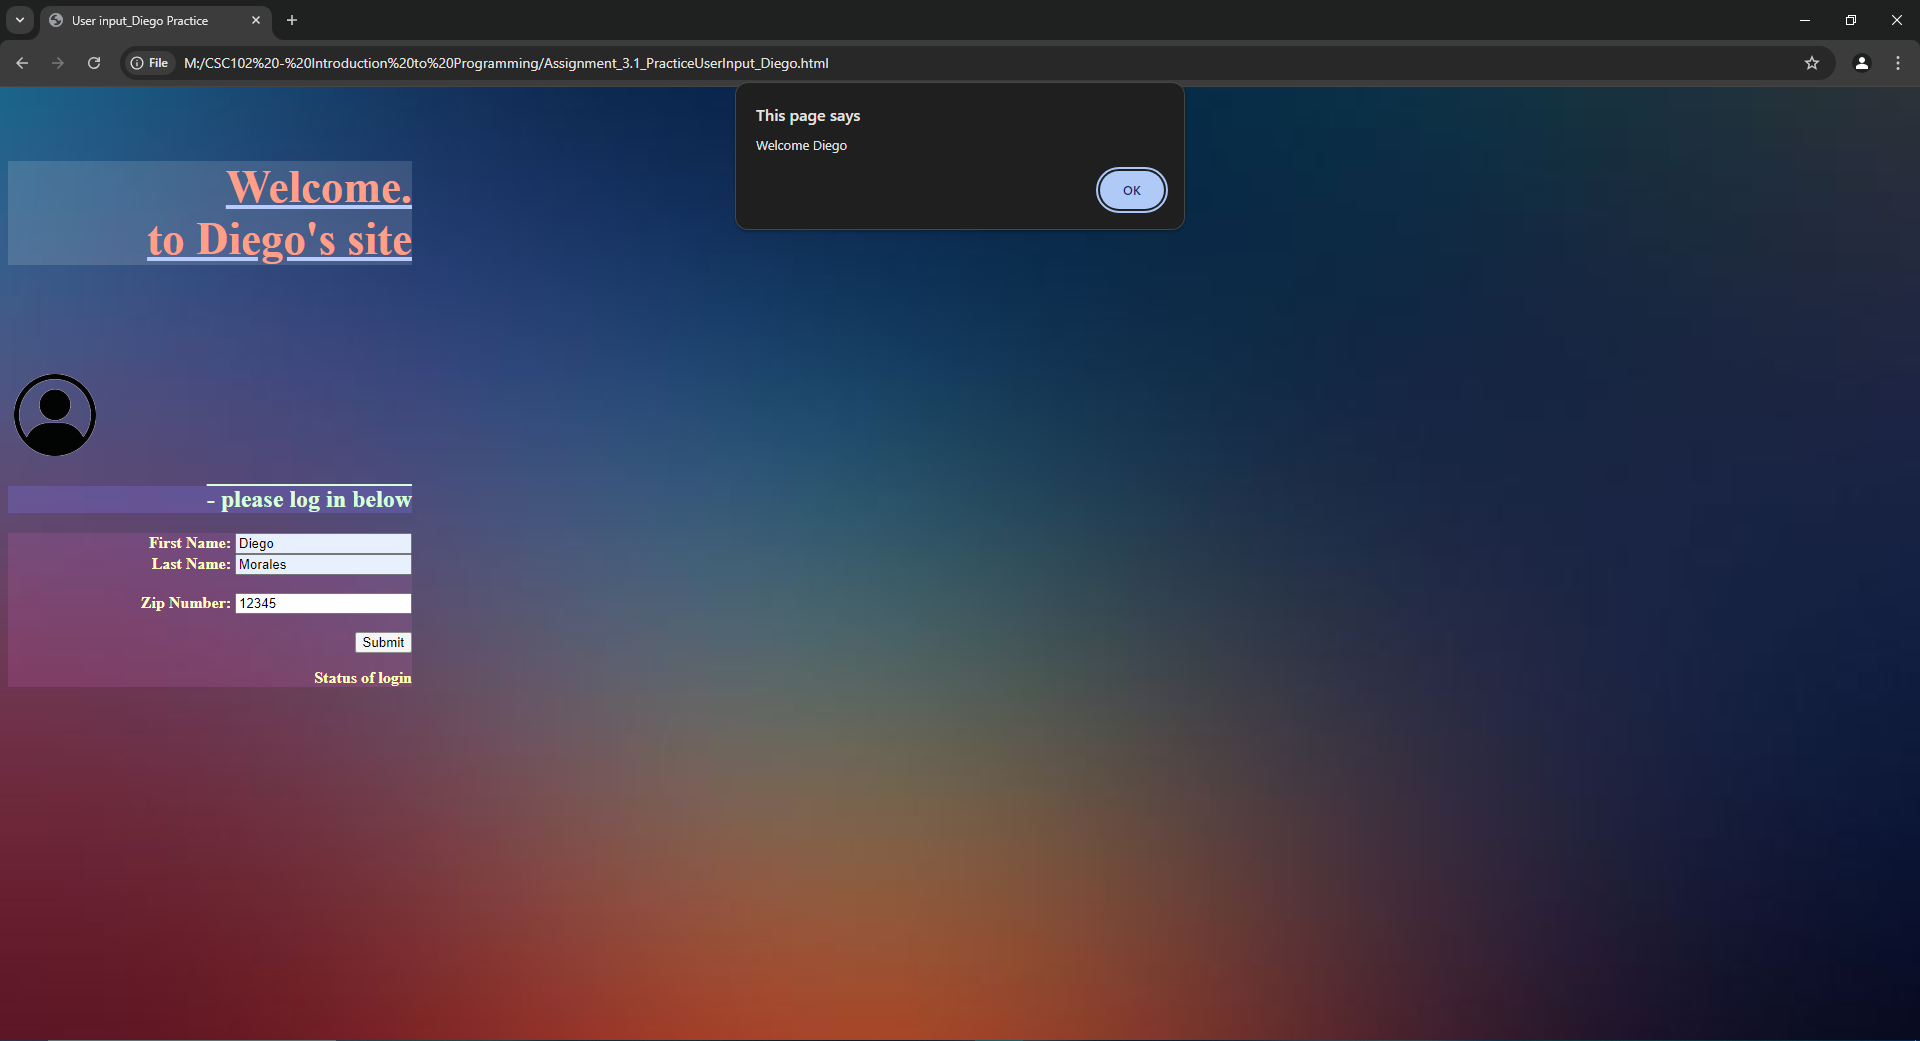 User input_Diego Practice
File M:/CSC102%20-%20Introduction%20to%20Programming/Assignment_3.1_PracticeUserInput_Diego.html
This page says
Welcome Diego
OK
Welcome.
to Diego's site
- please log in below
First Name: Diego
Last Name: Morales
Zip Number: 12345
Submit
Status of login